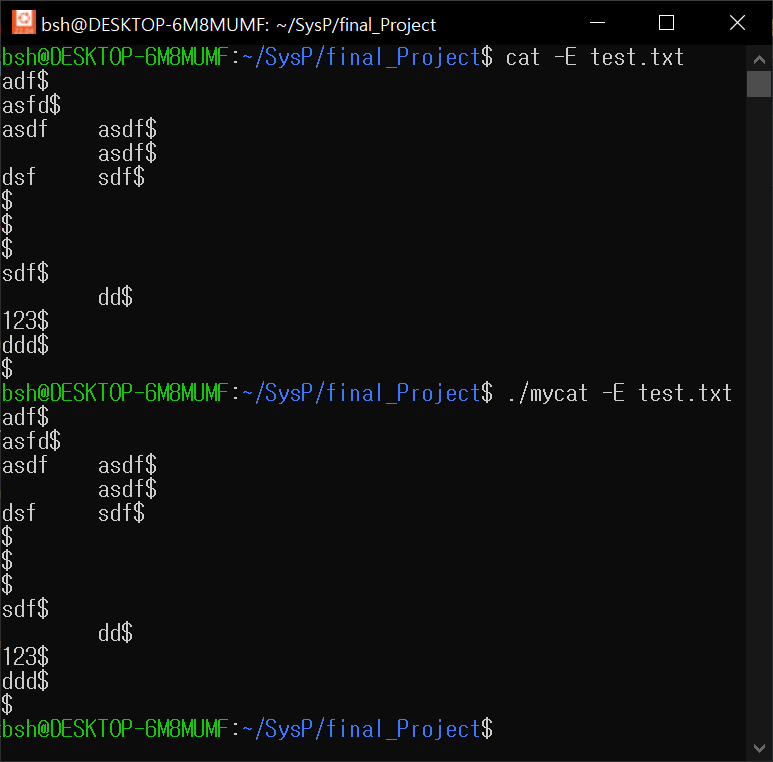 bsh@DESKTOP-6M8MUMF: ~/SysP/final_Project
bsh@DESKTOP-6M8MUMF:~/SysP/final_Project$ cat -E test.txt
adf$
asfd$
asdf    asdf$
        asdf$
dsf     sdf$
$
$
$
sdf$
        dd$
123$
ddd$
$
bsh@DESKTOP-6M8MUMF:~/SysP/final_Project$ ./mycat -E test.txt
adf$
asfd$
asdf    asdf$
        asdf$
dsf     sdf$
$
$
$
sdf$
        dd$
123$
ddd$
$
bsh@DESKTOP-6M8MUMF:~/SysP/final_Project$